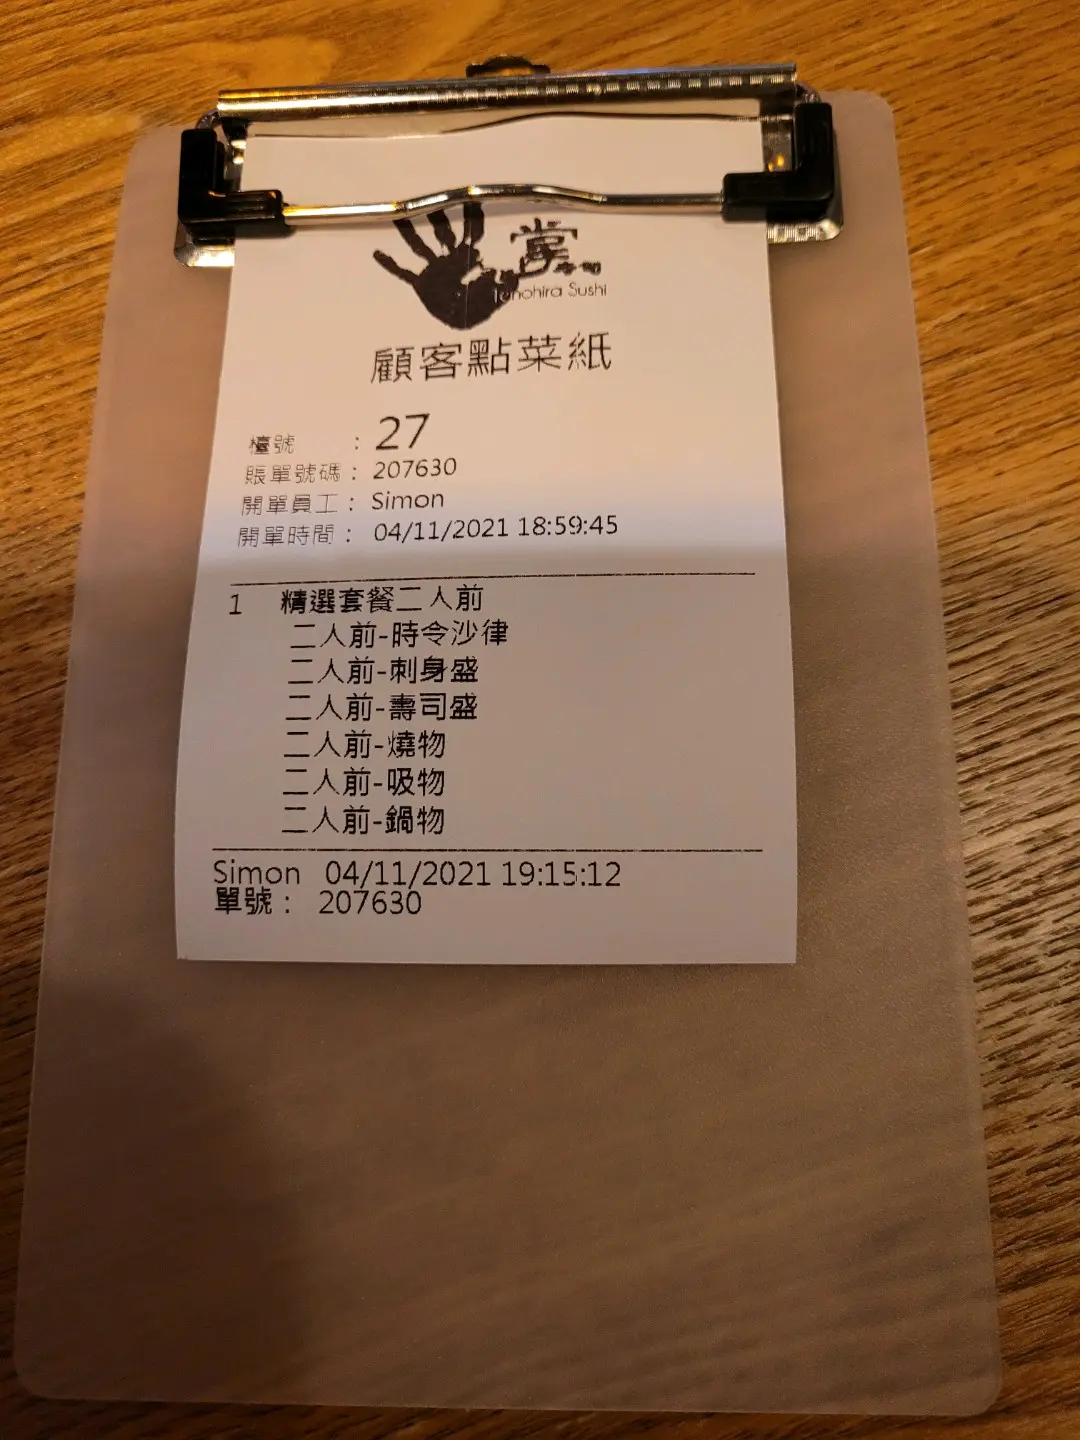 掌
Tenohira Sushi
顧客點菜紙
檯號 : 27
賬單號碼 : 207630
開單員工 : Simon
開單時間 : 04/11/2021 18:59:45
1 精選套餐二人前
二人前-時令沙律
二人前-刺身盛
二人前-壽司盛
二人前-燒物
二人前-吸物
二人前-鍋物
Simon 04/11/2021 19:15:12
單號 : 207630